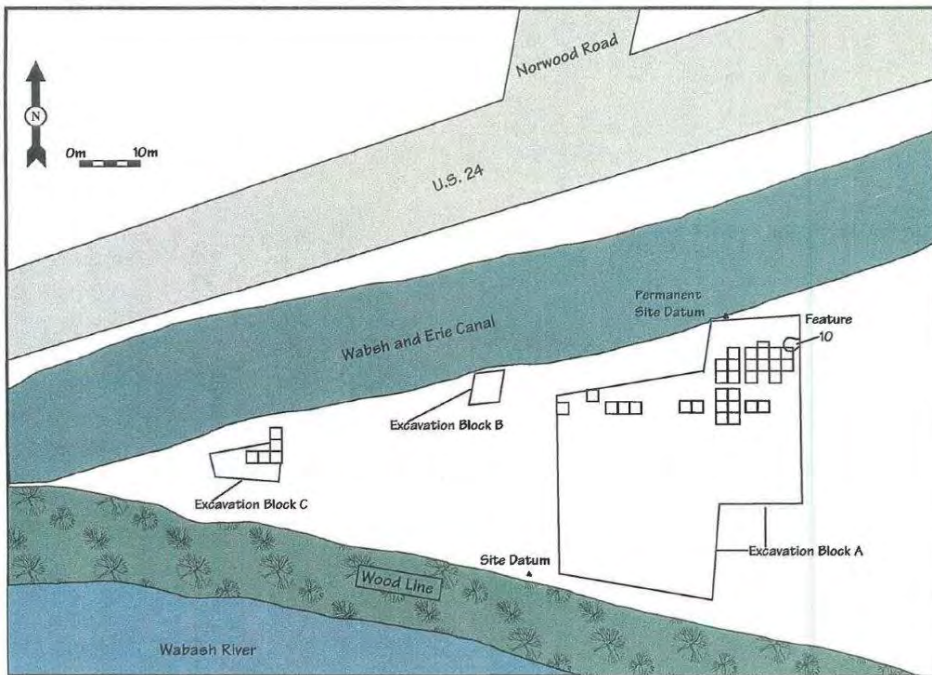 Norwood Road
N
0m 10m
U.S. 24
Permanent
Site Datum
Feature
10
Wabsh and Erie Canal
Excavation Block B
Excavation Block C
Excavation Block A
Site Datum
Wood Line
Wabash River